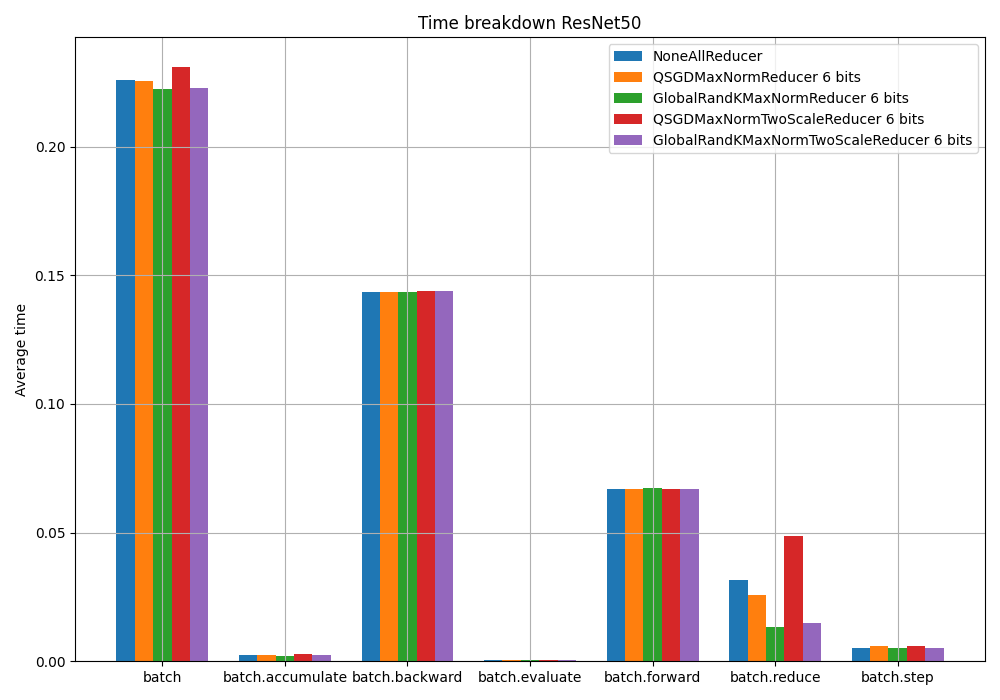 Time breakdown ResNet50
NoneAllReducer
QSGDMaxNormReducer 6 bits
GlobalRandKMaxNormReducer 6 bits
QSGDMaxNormTwoScaleReducer 6 bits
GlobalRandKMaxNormTwoScaleReducer 6 bits
Average time
0.20
0.15
0.10
0.05
0.00
batch batch.accumulate batch.backward batch.evaluate batch.forward batch.reduce batch.step